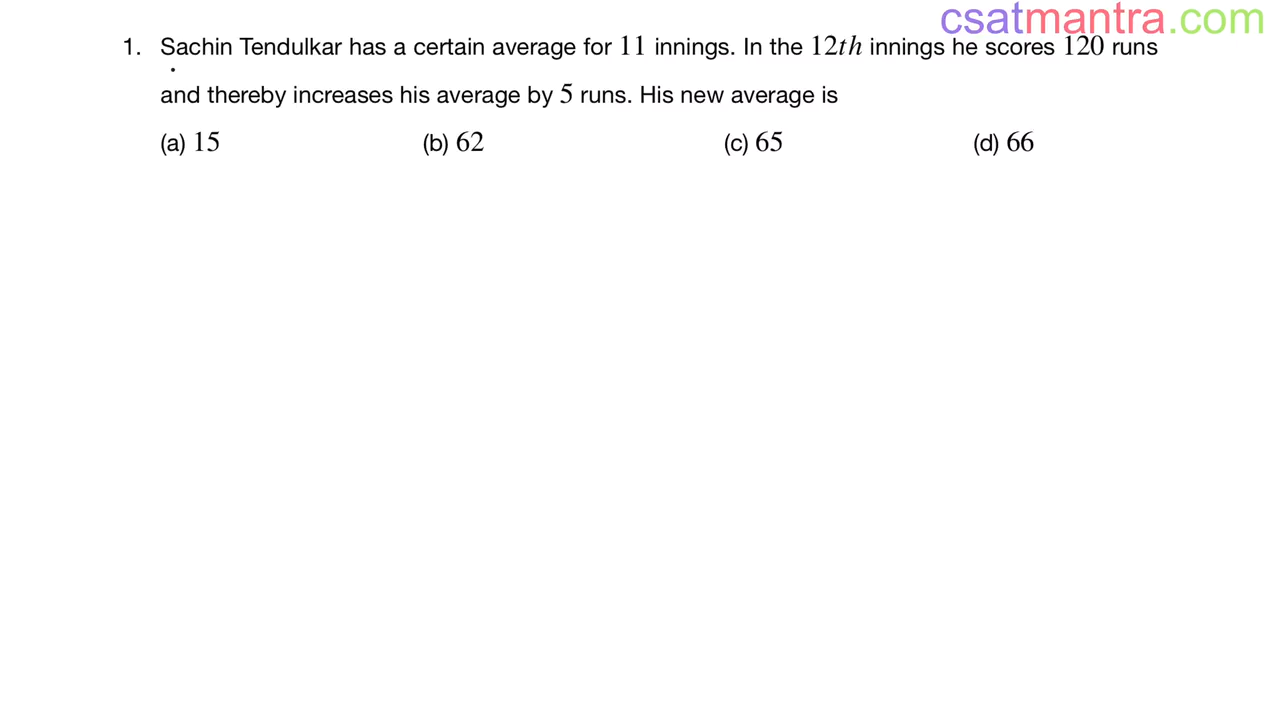 csatmantra.com
1. Sachin Tendulkar has a certain average for 11 innings. In the 12th innings he scores 120 runs
and thereby increases his average by 5 runs. His new average is
(a) 15 (b) 62 (c) 65 (d) 66